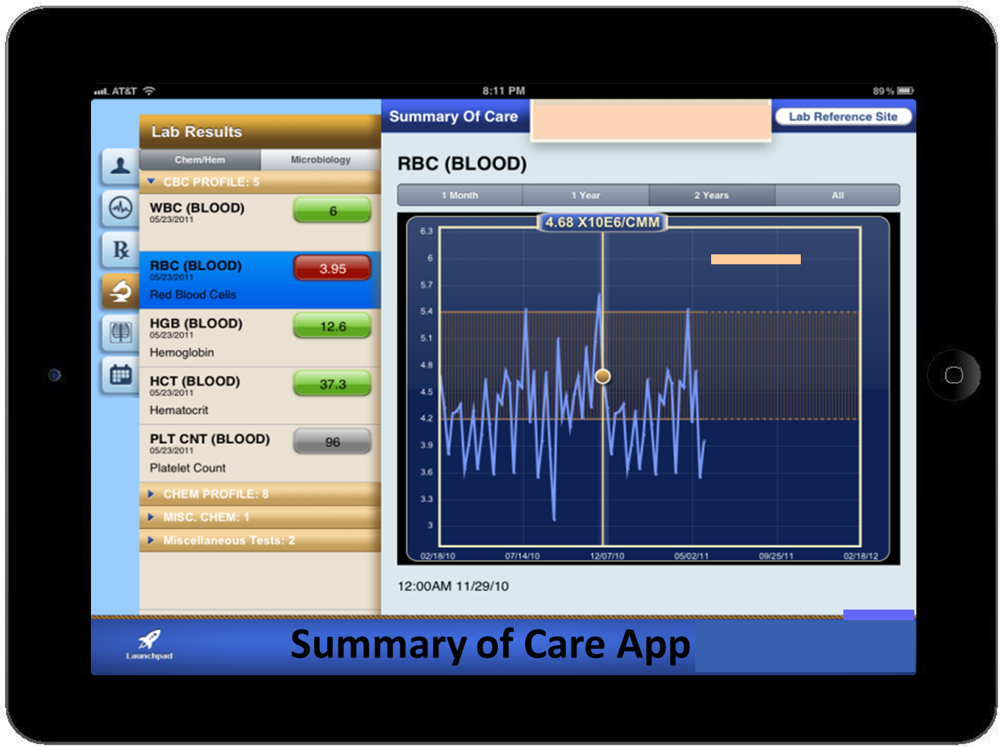 AT&T 8:11 PM 89%
Lab Results
Chem/Hem Microbiology
CBC PROFILE: 5
WBC (BLOOD) 6
05/23/2011
RBC (BLOOD) 3.95
05/23/2011
Red Blood Cells
HGB (BLOOD) 12.6
05/23/2011
Hemoglobin
HCT (BLOOD) 37.3
05/23/2011
Hematocrit
PLT CNT (BLOOD) 96
05/23/2011
Platelet Count
CHEM PROFILE: 8
MISC. CHEM: 1
Miscellaneous Tests: 2
Summary Of Care Lab Reference Site
RBC (BLOOD)
1 Month 1 Year 2 Years All
4.68 X10E6/CMM
6.3
6
5.7
5.4
5.1
4.8
4.5
4.2
3.9
3.6
3.3
3
02/18/10 07/14/10 12/07/10 05/02/11 09/25/11 02/18/12
12:00AM 11/29/10
Launchpad
Summary of Care App